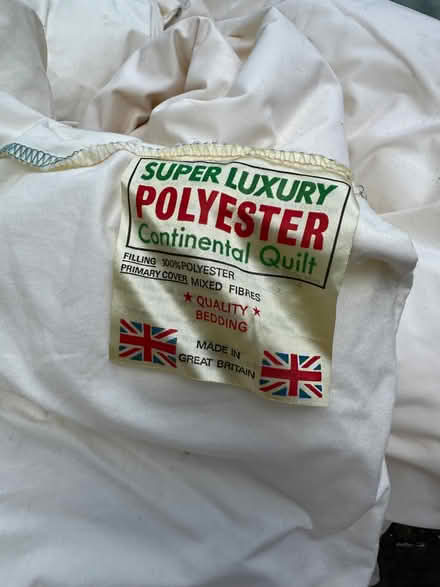 SUPER LUXURY
POLYESTER
Continental Quilt
FILLING 100% POLYESTER
PRIMARY COVER MIXED FIBRES
★ QUALITY ★
BEDDING
MADE IN
GREAT BRITAIN